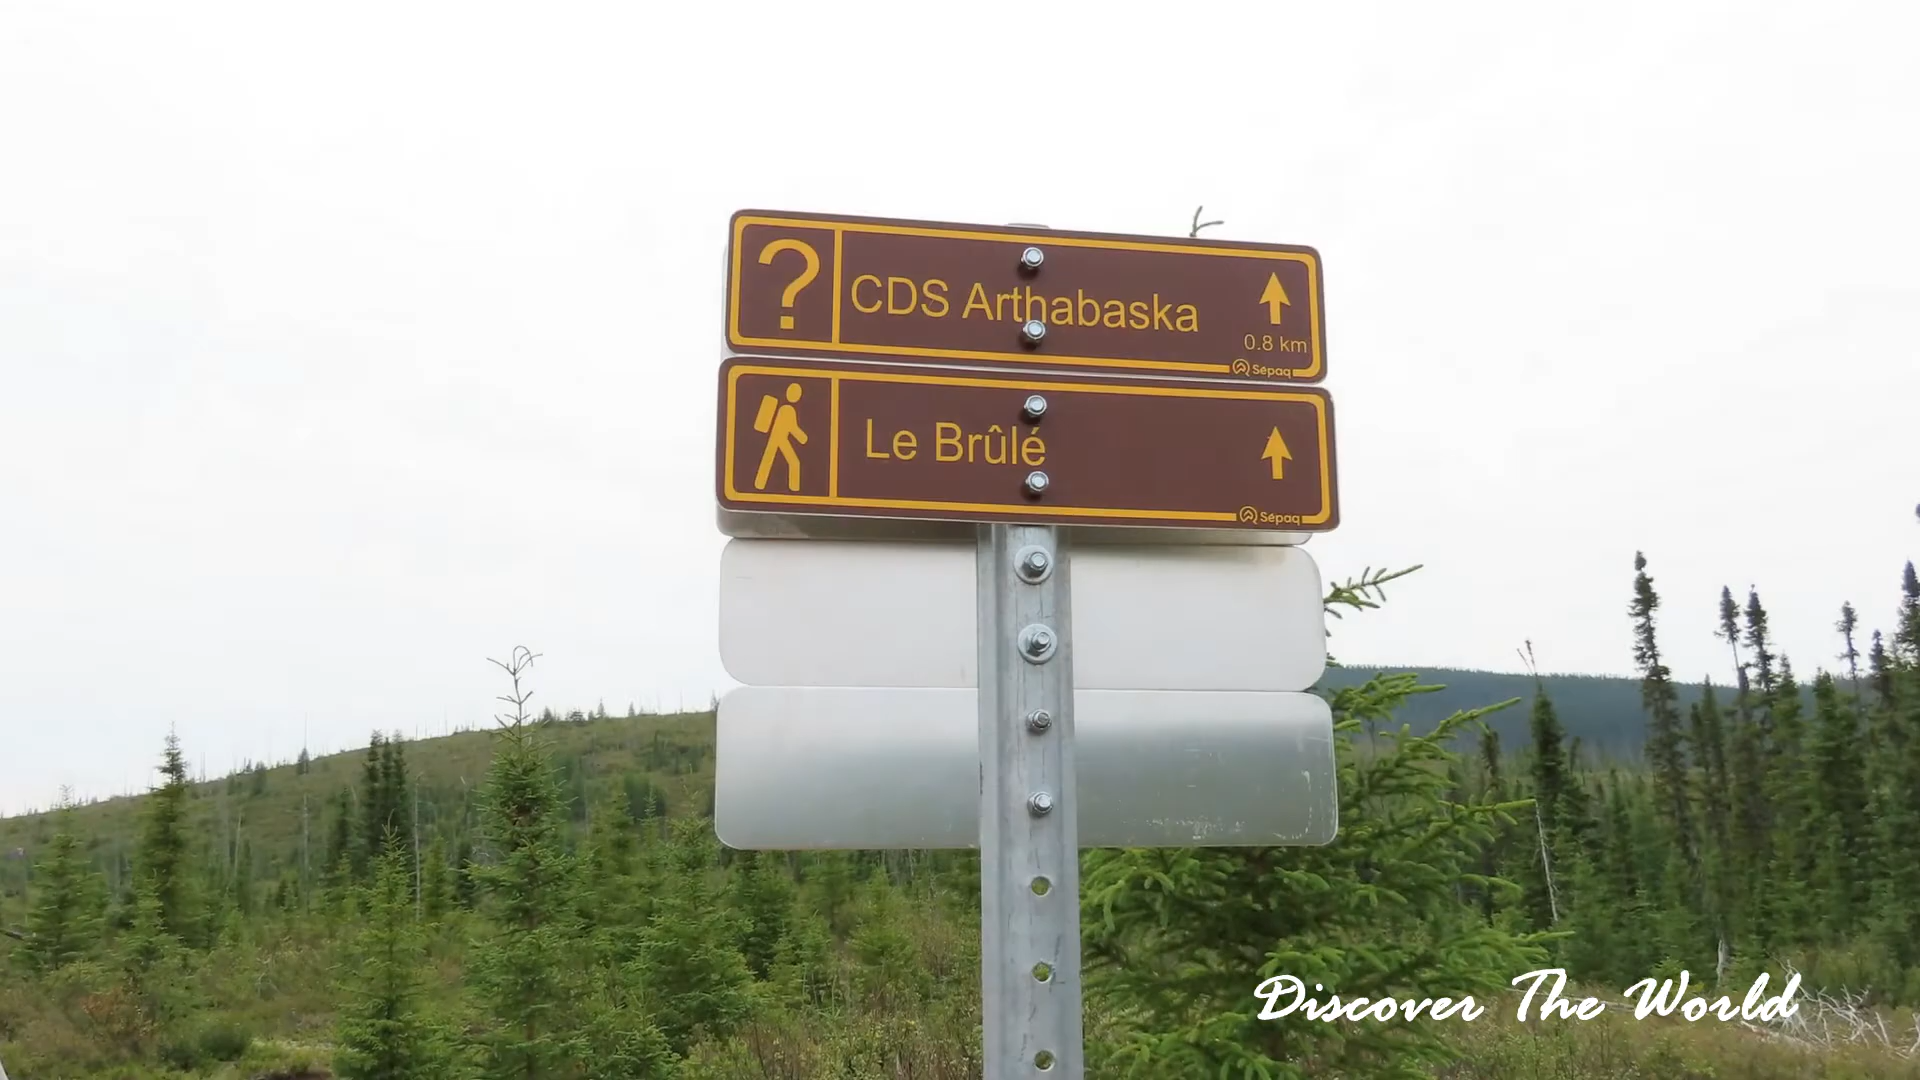 ?
CDS Arthabaska
0.8 km
Sépaq
Le Brûlé
Sépaq
Discover The World